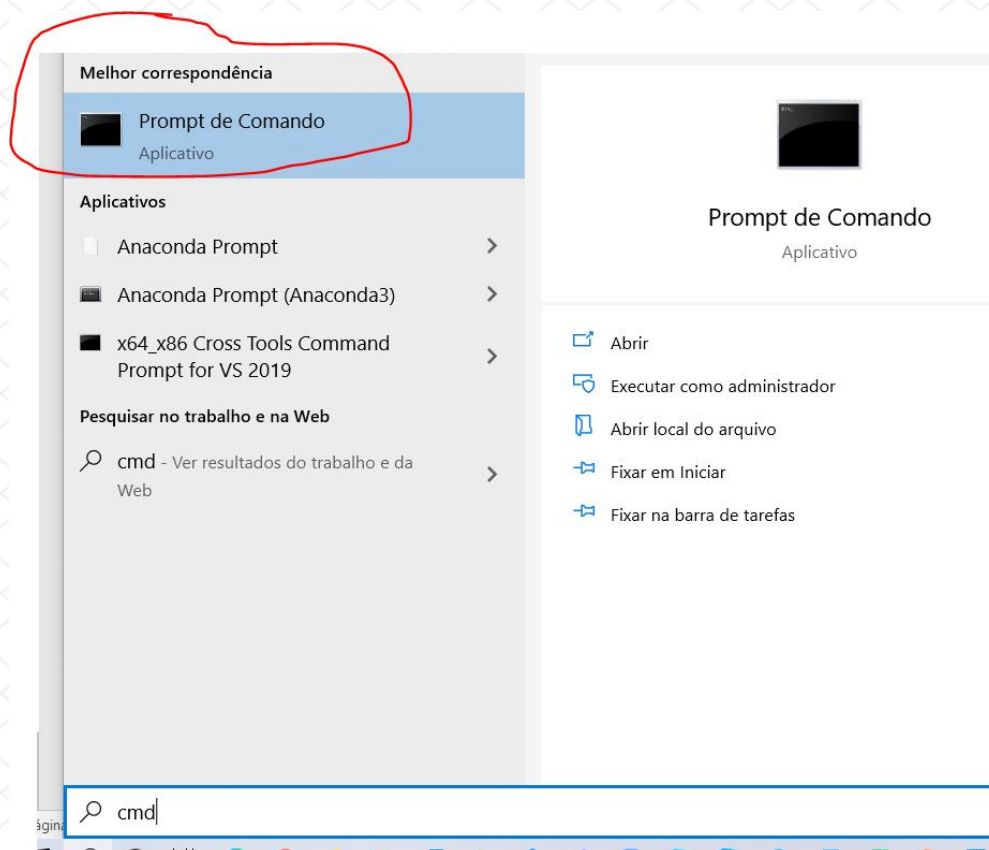 Melhor correspondência
Prompt de Comando
Aplicativo
Aplicativos
Anaconda Prompt
Anaconda Prompt (Anaconda3)
x64_x86 Cross Tools Command
Prompt for VS 2019
Pesquisar no trabalho e na Web
cmd - Ver resultados do trabalho e da
Web
Prompt de Comando
Aplicativo
Abrir
Executar como administrador
Abrir local do arquivo
Fixar em Iniciar
Fixar na barra de tarefas
cmd